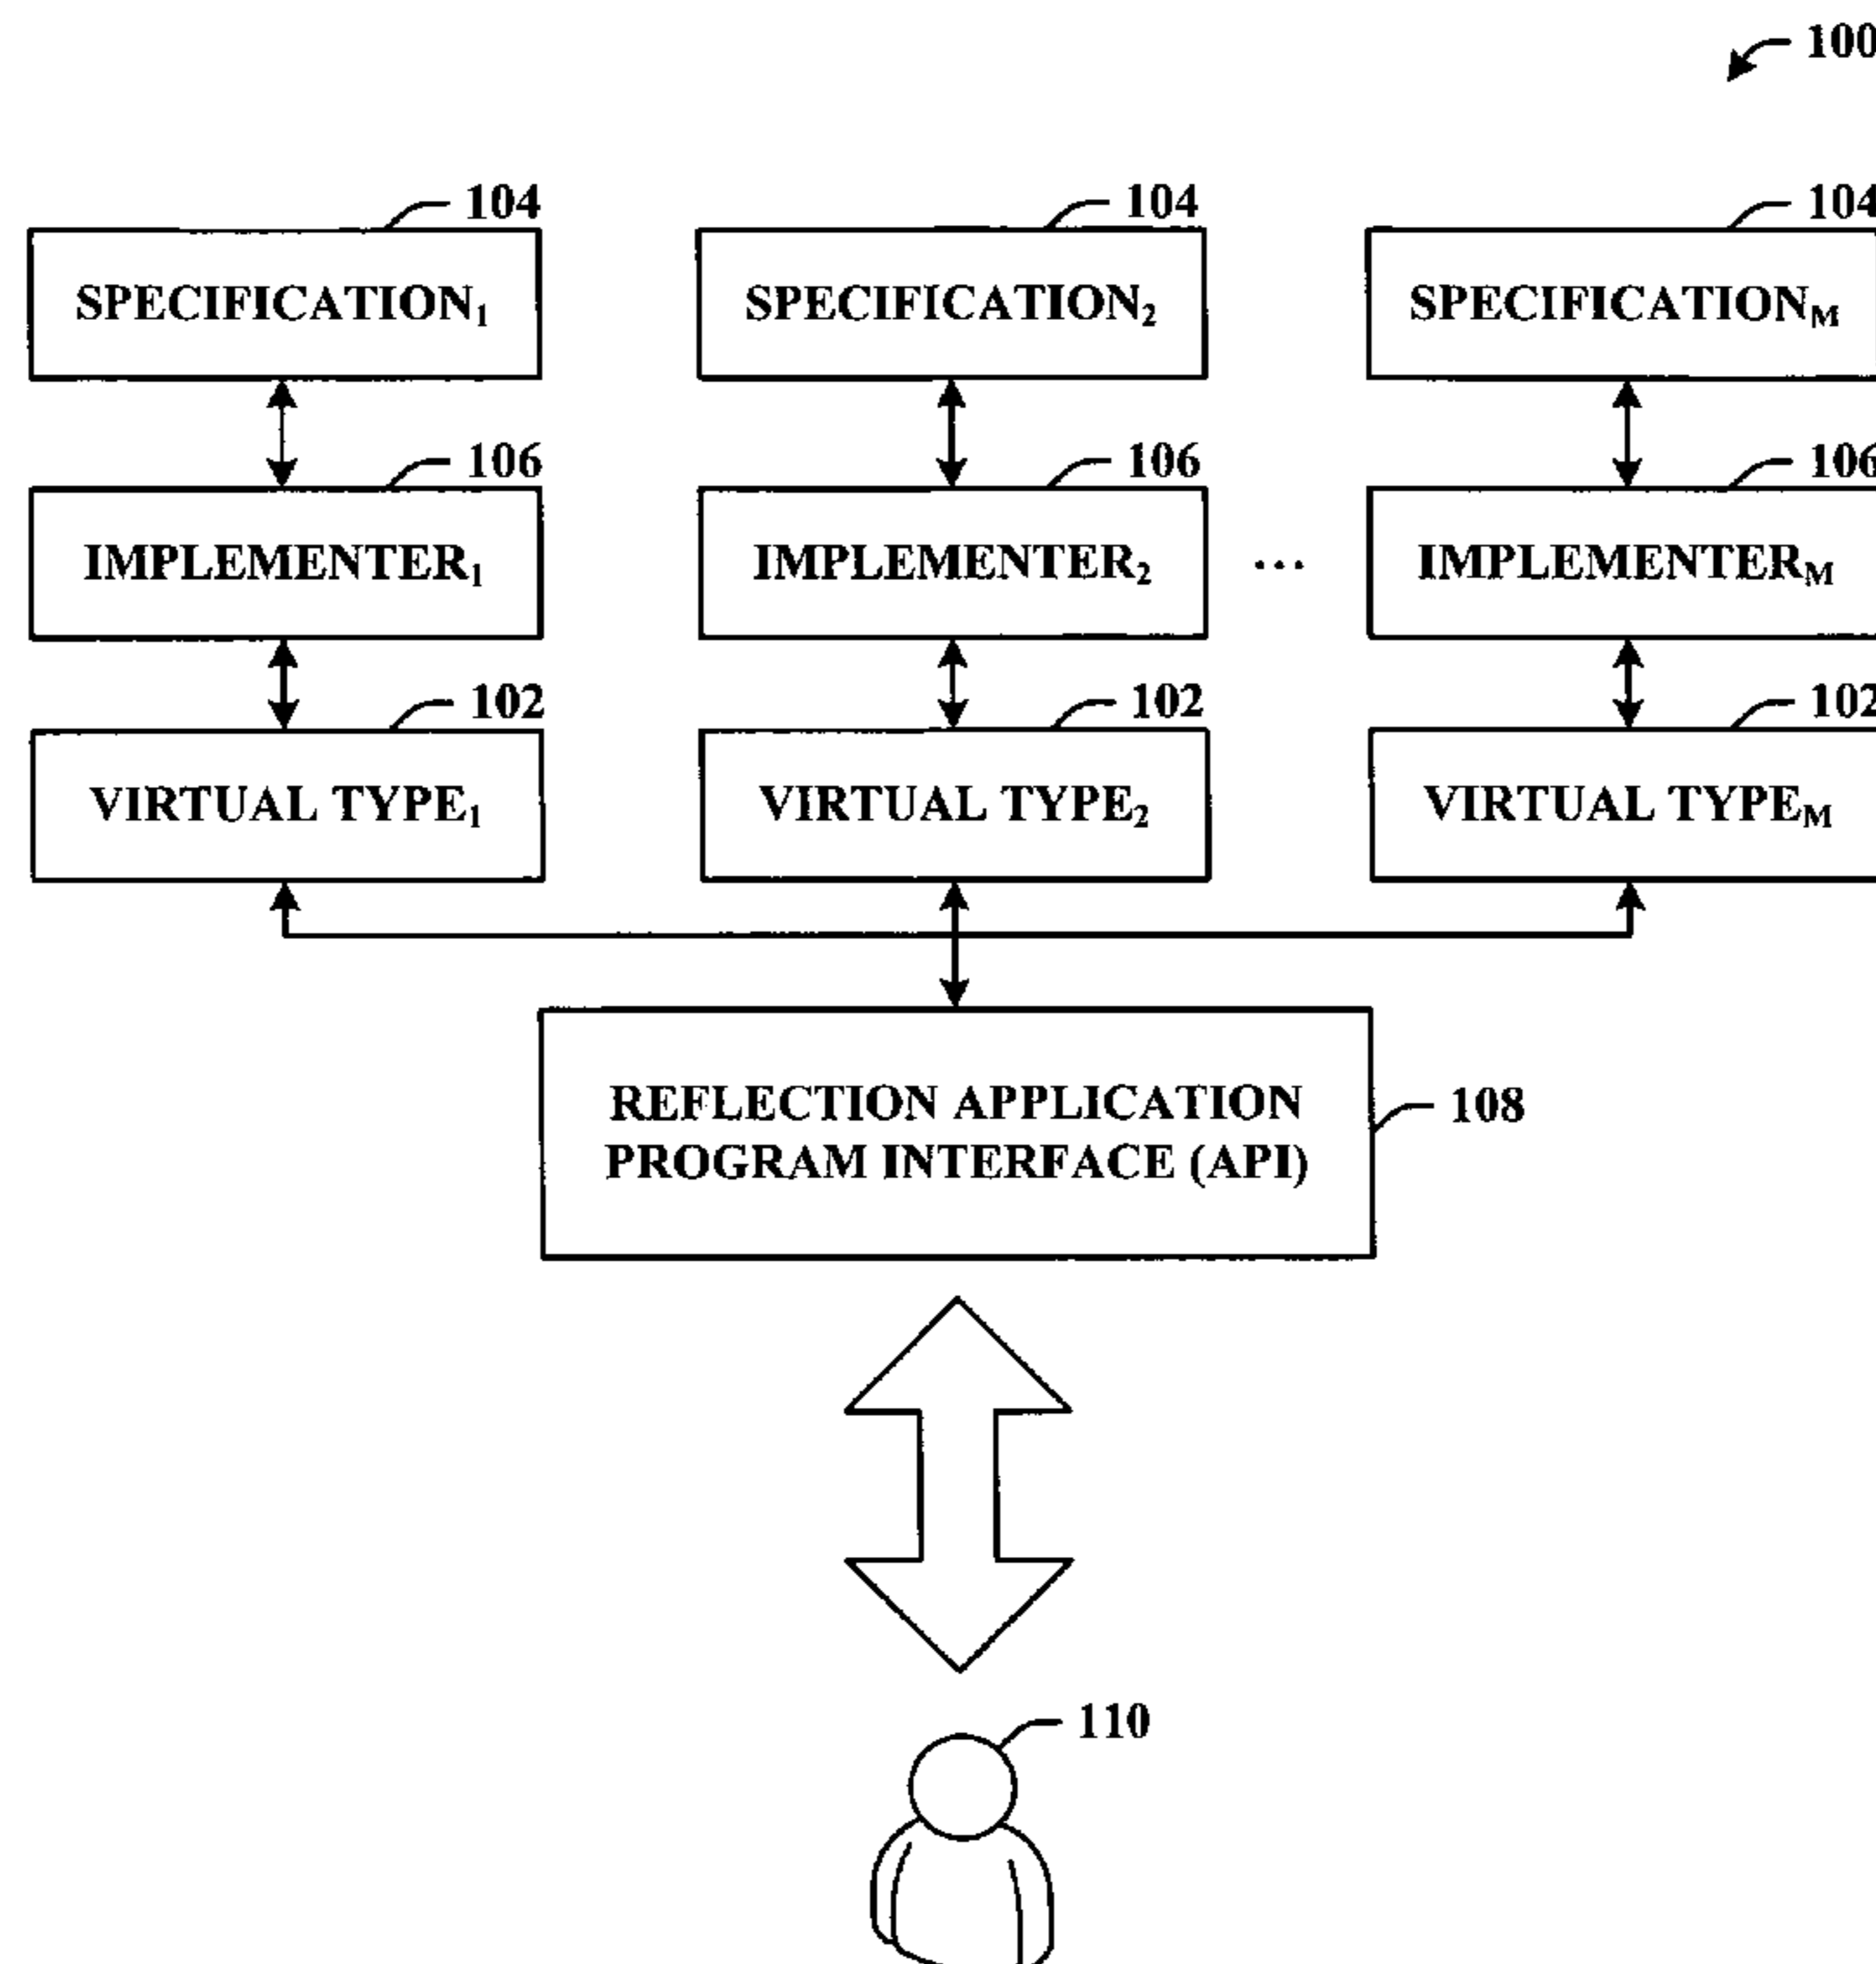 100
104 104 104
SPECIFICATION₁ SPECIFICATION₂ SPECIFICATIONM
106 106 106
IMPLEMENTER₁ IMPLEMENTER₂ ... IMPLEMENTERM
102 102 102
VIRTUAL TYPE₁ VIRTUAL TYPE₂ VIRTUAL TYPEM
REFLECTION APPLICATION
PROGRAM INTERFACE (API)
108
110